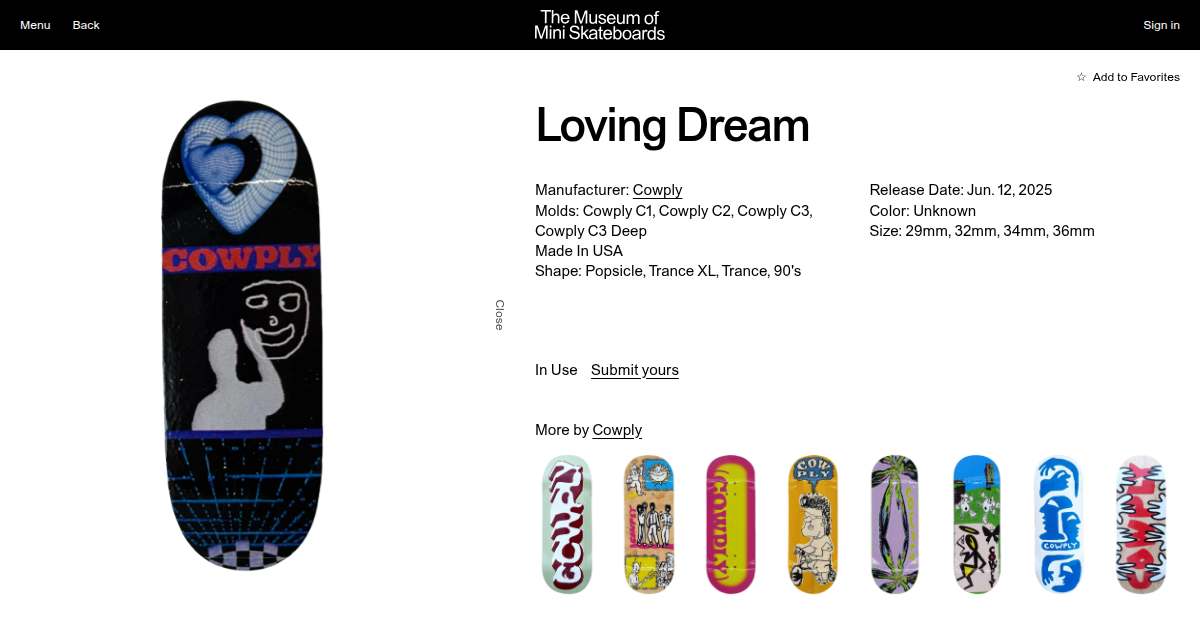 Menu
Back
The Museum of
Mini Skateboards
Sign in
☆ Add to Favorites
Loving Dream
Manufacturer: Cowply
Molds: Cowply C1, Cowply C2, Cowply C3,
Cowply C3 Deep
Made In USA
Shape: Popsicle, Trance XL, Trance, 90's
Release Date: Jun. 12, 2025
Color: Unknown
Size: 29mm, 32mm, 34mm, 36mm
COWPLY
Close
In Use
Submit yours
More by Cowply
COWPLY
COW
PLY
COWPLY